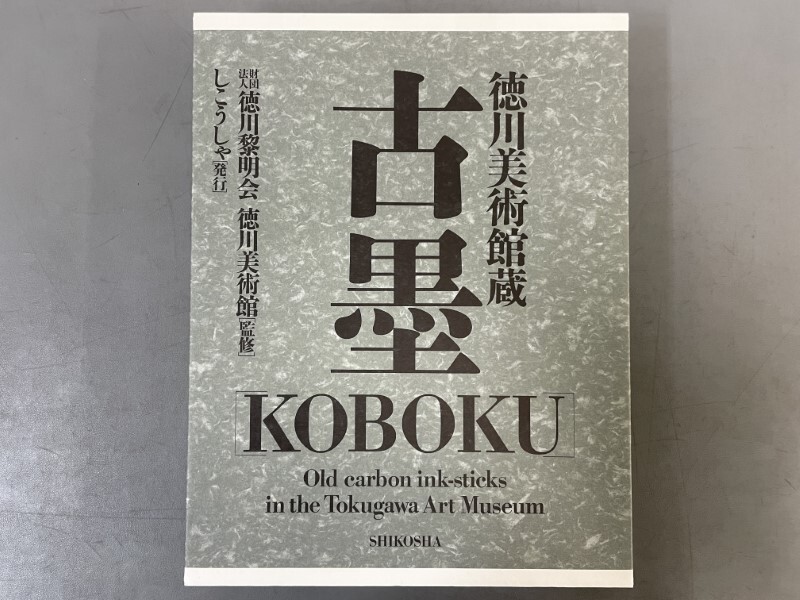 徳川美術館蔵
古墨
[KOBOKU]
Old carbon ink-sticks
in the Tokugawa Art Museum
SHIKOSHA
財団法人 徳川黎明会 徳川美術館[監修]
しこうしゃ[発行]